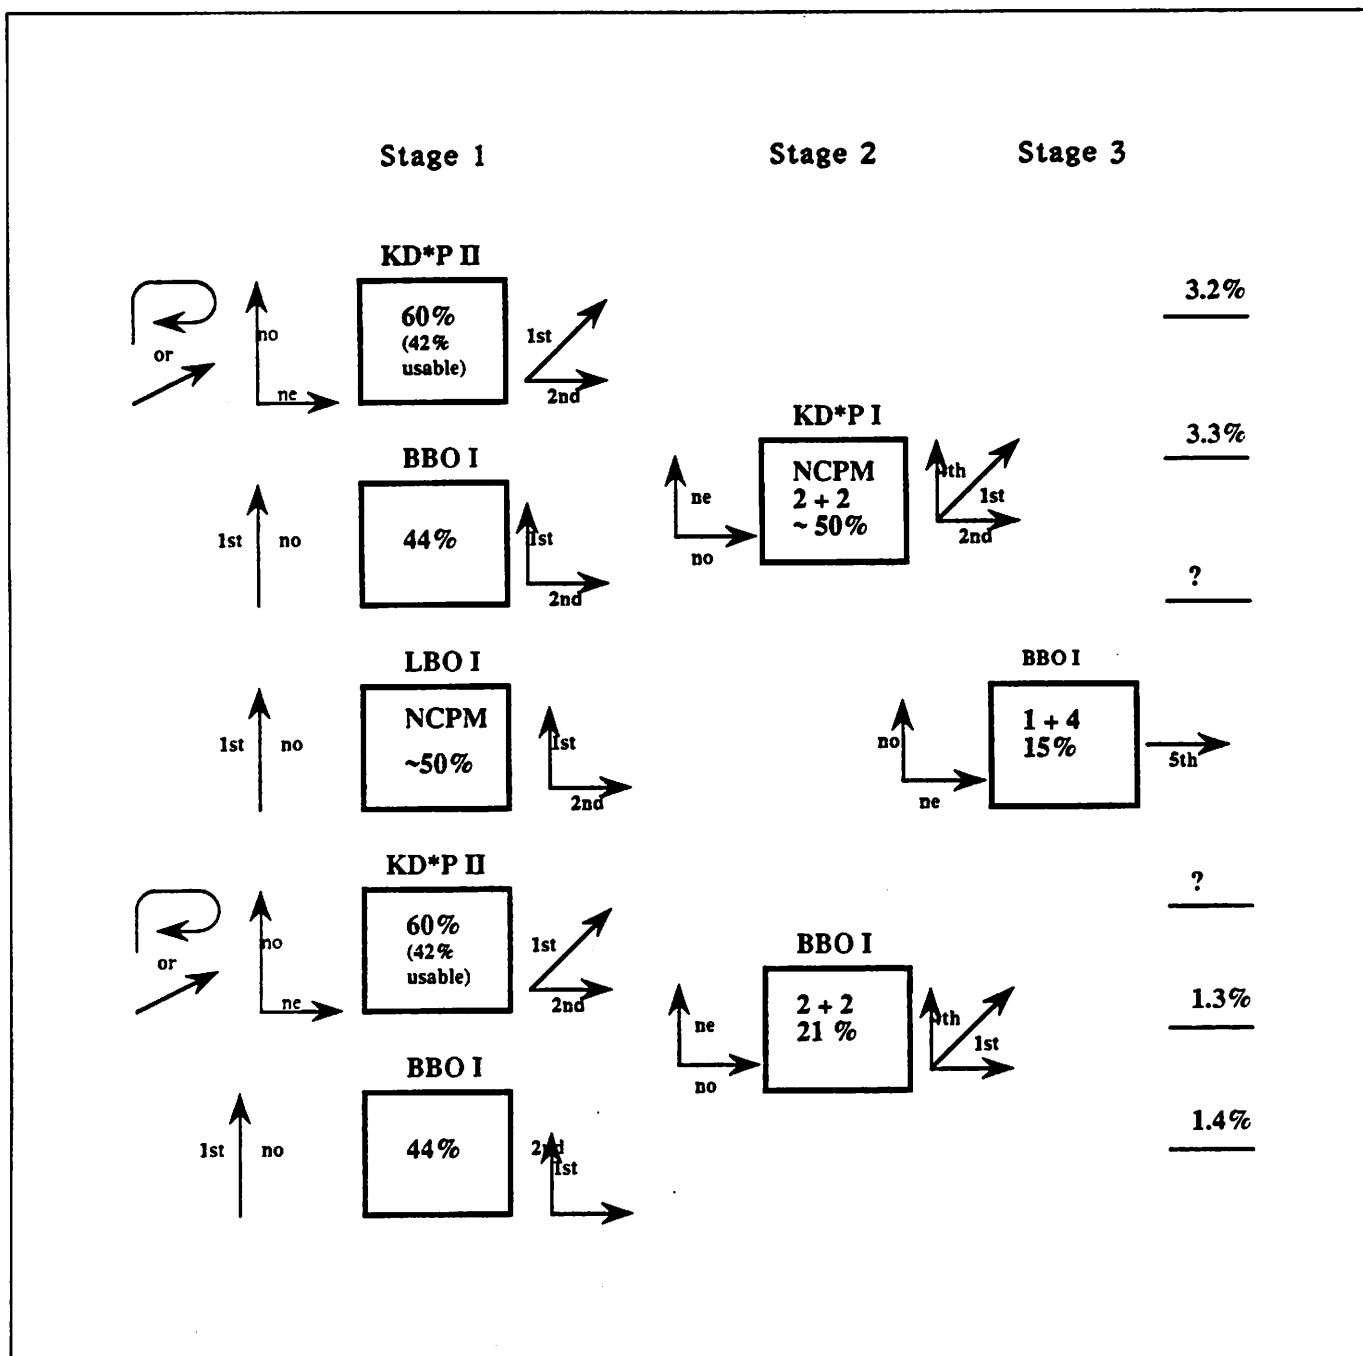 Stage 1
Stage 2
Stage 3
KD*P II
60%
(42%
usable)
or
no
ne
1st
2nd
3.2%
BBO I
44%
1st
no
1st
2nd
KD*P I
NCPM
2 + 2
~ 50%
ne
no
4th
1st
2nd
3.3%
?
LBO I
NCPM
~50%
1st
no
1st
2nd
BBO I
1 + 4
15%
no
ne
5th
?
KD*P II
60%
(42%
usable)
or
no
ne
1st
2nd
BBO I
2 + 2
21 %
ne
no
4th
1st
1.3%
BBO I
44%
1st
no
2nd
1st
1.4%